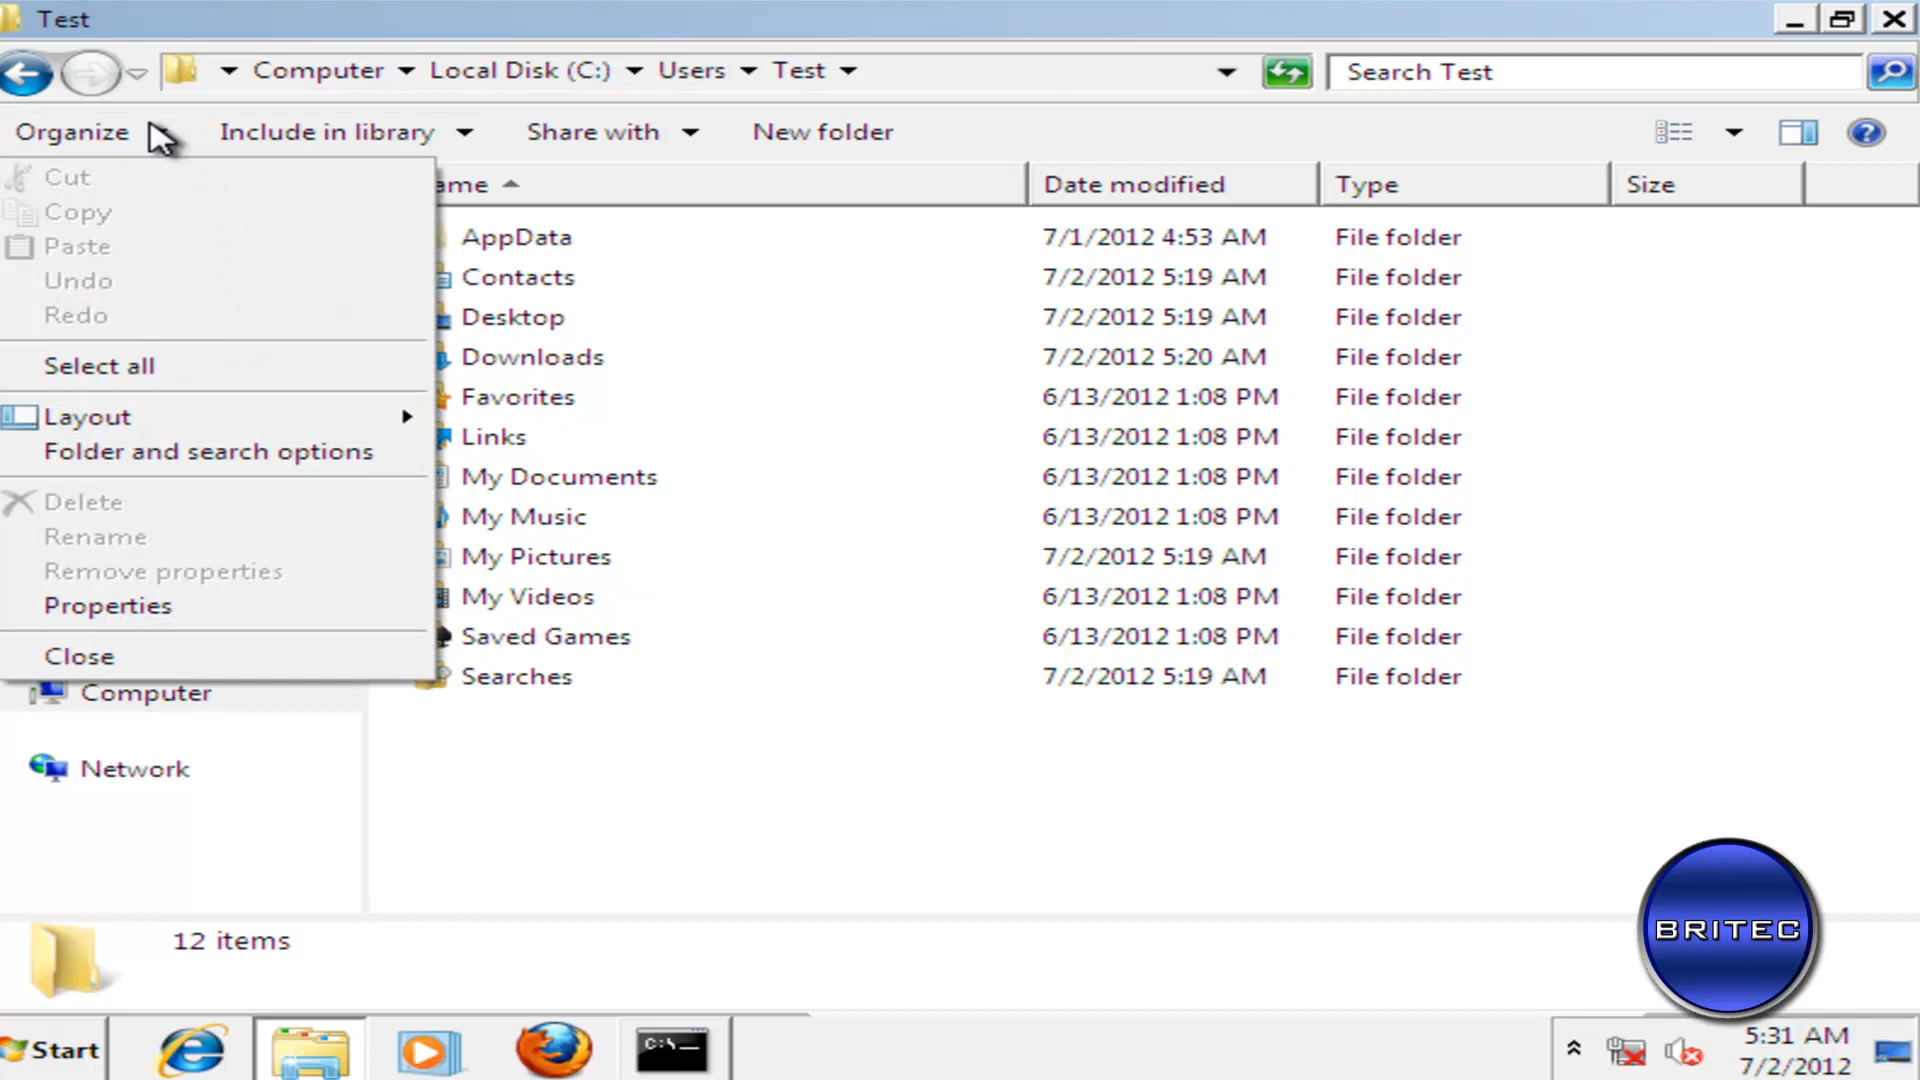 Test
Computer Local Disk (C:) Users Test
Search Test
Organize Include in library Share with New folder
Cut
Copy
Paste
Undo
Redo
Select all
Layout
Folder and search options
Delete
Rename
Remove properties
Properties
Close
Computer
Network
ame Date modified Type Size
AppData 7/1/2012 4:53 AM File folder
Contacts 7/2/2012 5:19 AM File folder
Desktop 7/2/2012 5:19 AM File folder
Downloads 7/2/2012 5:20 AM File folder
Favorites 6/13/2012 1:08 PM File folder
Links 6/13/2012 1:08 PM File folder
My Documents 6/13/2012 1:08 PM File folder
My Music 6/13/2012 1:08 PM File folder
My Pictures 7/2/2012 5:19 AM File folder
My Videos 6/13/2012 1:08 PM File folder
Saved Games 6/13/2012 1:08 PM File folder
Searches 7/2/2012 5:19 AM File folder
12 items
BRITEC
Start
C:\
5:31 AM
7/2/2012